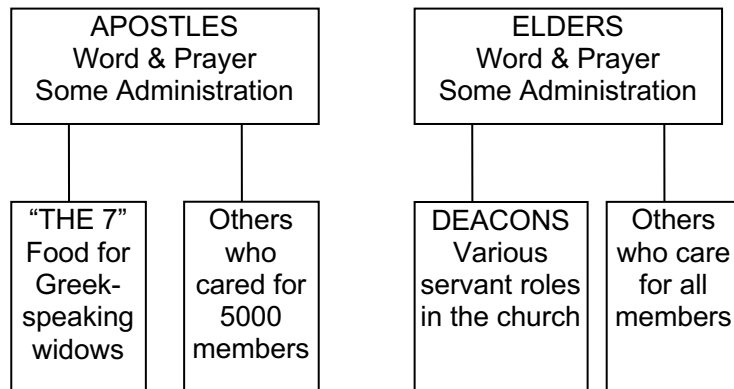 APOSTLES
Word & Prayer
Some Administration
ELDERS
Word & Prayer
Some Administration
“THE 7”
Food for
Greek-
speaking
widows
Others
who
cared for
5000
members
DEACONS
Various
servant roles
in the church
Others
who care
for all
members